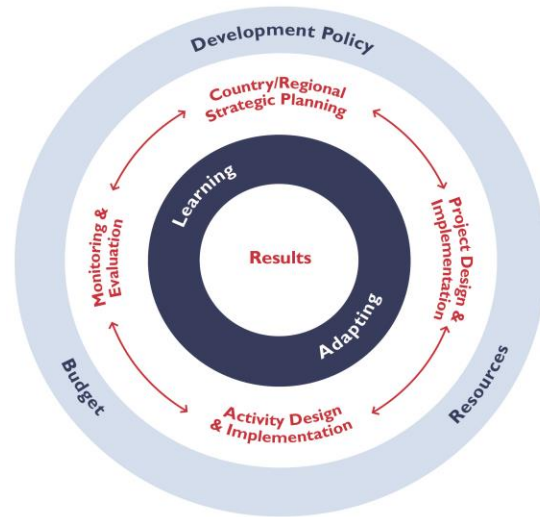 Development Policy
Country/Regional
Strategic Planning
Learning
Monitoring &
Evaluation
Results
Project Design &
Implementation
Adapting
Budget
Resources
Activity Design
& Implementation